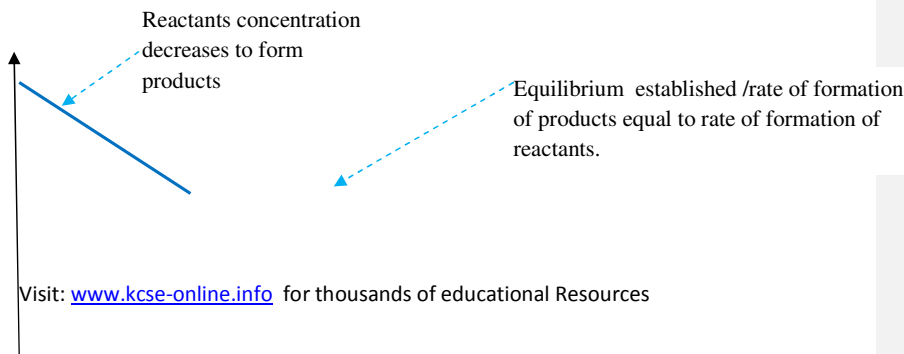 Reactants concentration
decreases to form
products
Equilibrium established /rate of formation
of products equal to rate of formation of
reactants.
Visit: www.kcse-online.info for thousands of educational Resources